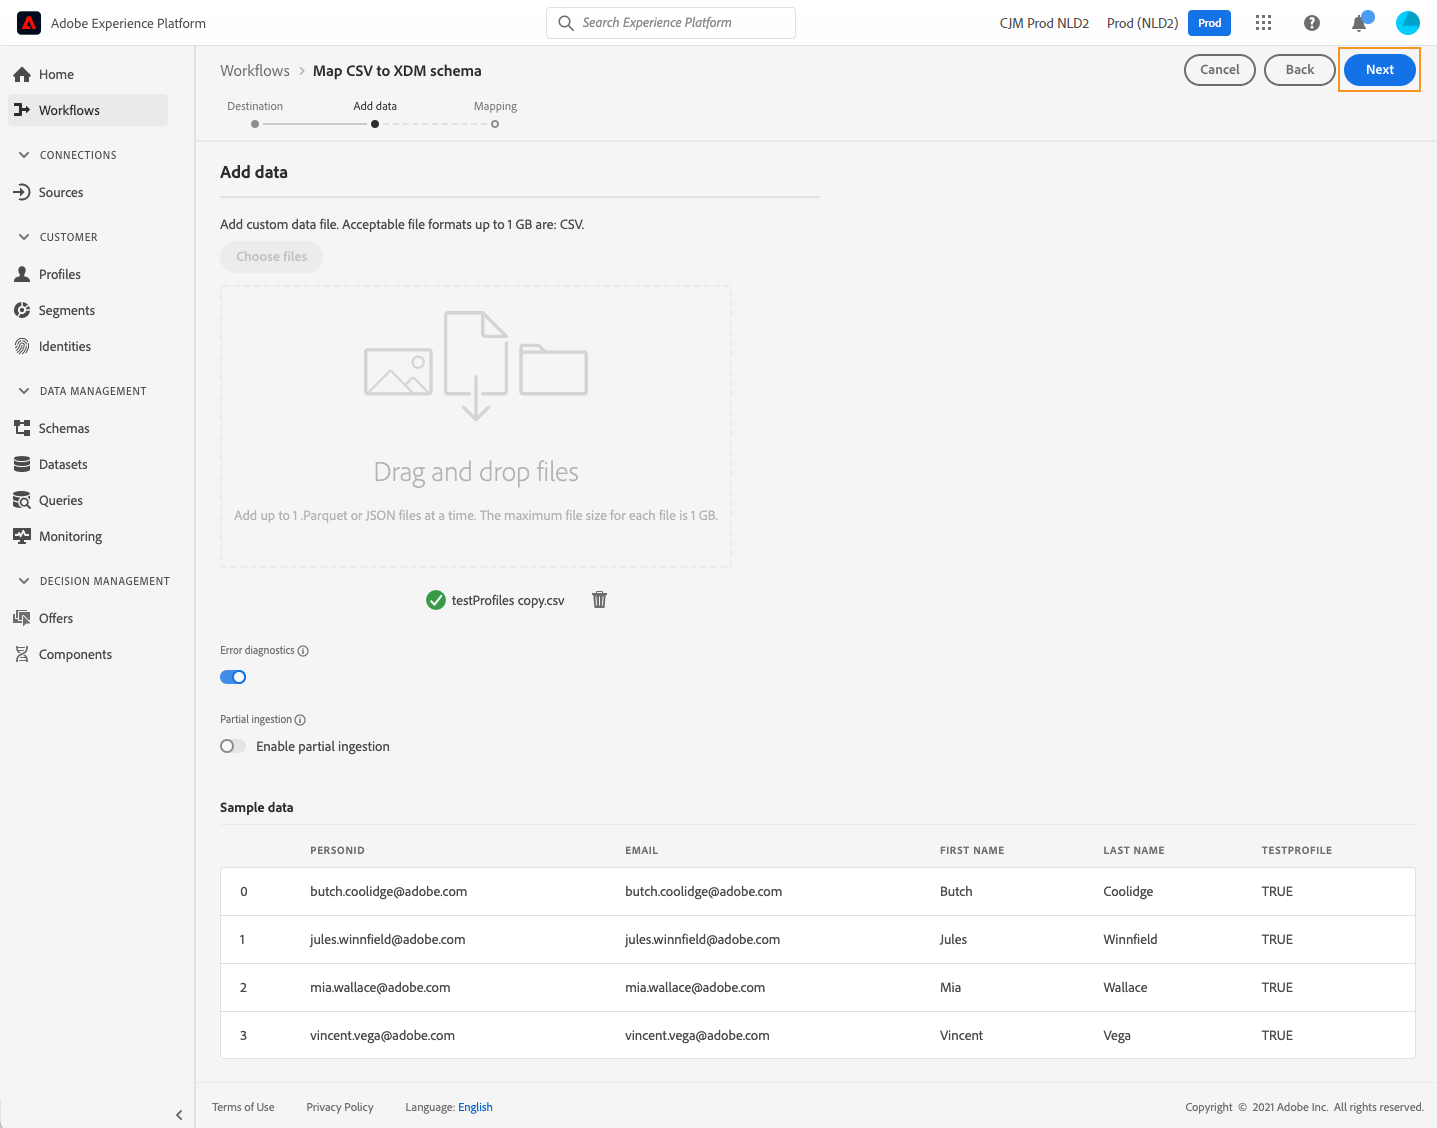 Adobe Experience Platform
Search Experience Platform
CJM Prod NLD2
Prod (NLD2)
Prod
Home
Workflows
CONNECTIONS
Sources
CUSTOMER
Profiles
Segments
Identities
DATA MANAGEMENT
Schemas
Datasets
Queries
Monitoring
DECISION MANAGEMENT
Offers
Components
Workflows > Map CSV to XDM schema
Cancel
Back
Next
Destination
Add data
Mapping
Add data
Add custom data file. Acceptable file formats up to 1 GB are: CSV.
Choose files
Drag and drop files
Add up to 1 .Parquet or JSON files at a time. The maximum file size for each file is 1 GB.
testProfiles copy.csv
Error diagnostics
Partial ingestion
Enable partial ingestion
Sample data
PERSONID EMAIL FIRST NAME LAST NAME TESTPROFILE
0 butch.coolidge@adobe.com butch.coolidge@adobe.com Butch Coolidge TRUE
1 jules.winnfield@adobe.com jules.winnfield@adobe.com Jules Winnfield TRUE
2 mia.wallace@adobe.com mia.wallace@adobe.com Mia Wallace TRUE
3 vincent.vega@adobe.com vincent.vega@adobe.com Vincent Vega TRUE
Terms of Use
Privacy Policy
Language: English
Copyright © 2021 Adobe Inc. All rights reserved.